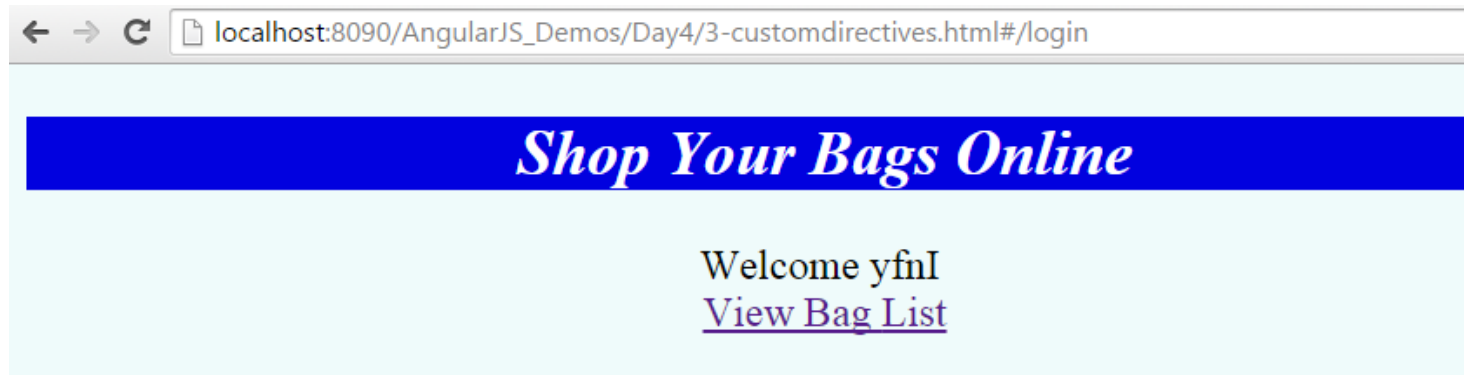 localhost:8090/AngularJS_Demos/Day4/3-customdirectives.html#/login
Shop Your Bags Online
Welcome yfnI
View Bag List